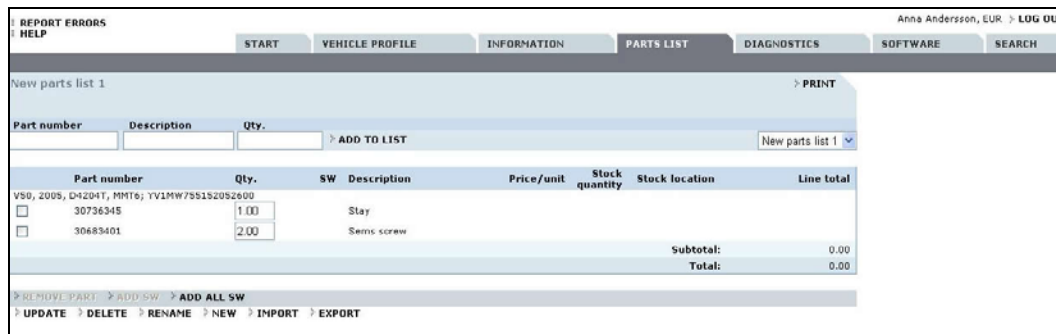 REPORT ERRORS
HELP
Anna Andersson, EUR > LOG OU
START VEHICLE PROFILE INFORMATION PARTS LIST DIAGNOSTICS SOFTWARE SEARCH
New parts list 1 > PRINT
Part number Description Qty.
> ADD TO LIST New parts list 1
Part number Qty. SW Description Price/unit Stock quantity Stock location Line total
V50, 2005, D4204T, MMT6; YV1MW755152052600
30736345 1.00 Stay
30683401 2.00 Sems screw
Subtotal: 0.00
Total: 0.00
> REMOVE PART > ADD SW > ADD ALL SW
> UPDATE > DELETE > RENAME > NEW > IMPORT > EXPORT